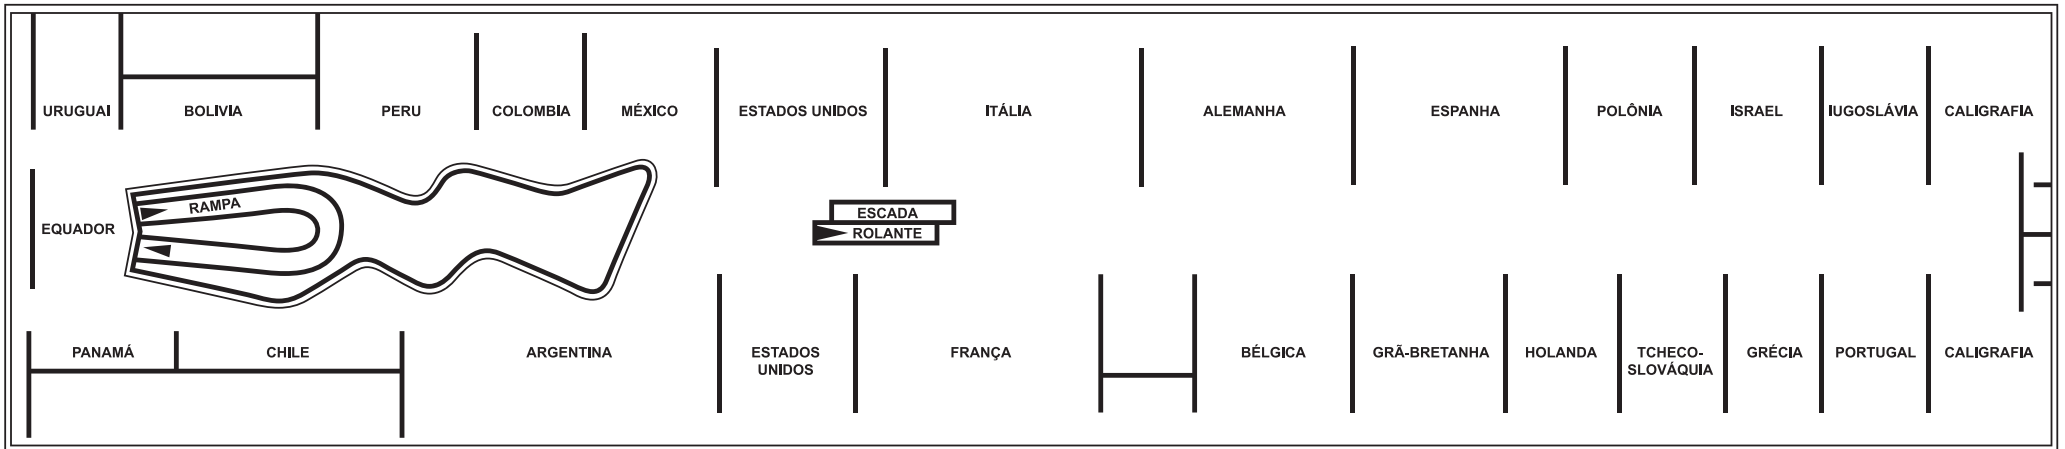 URUGUAI
BOLIVIA
PERU
COLOMBIA
MÉXICO
ESTADOS UNIDOS
ITÁLIA
ALEMANHA
ESPANHA
POLÔNIA
ISRAEL
IUGOSLÁVIA
CALIGRAFIA
EQUADOR
RAMPA
ESCADA
ROLANTE
PANAMÁ
CHILE
ARGENTINA
ESTADOS
UNIDOS
FRANÇA
BÉLGICA
GRÃ-BRETANHA
HOLANDA
TCHECO-
SLOVÁQUIA
GRÉCIA
PORTUGAL
CALIGRAFIA